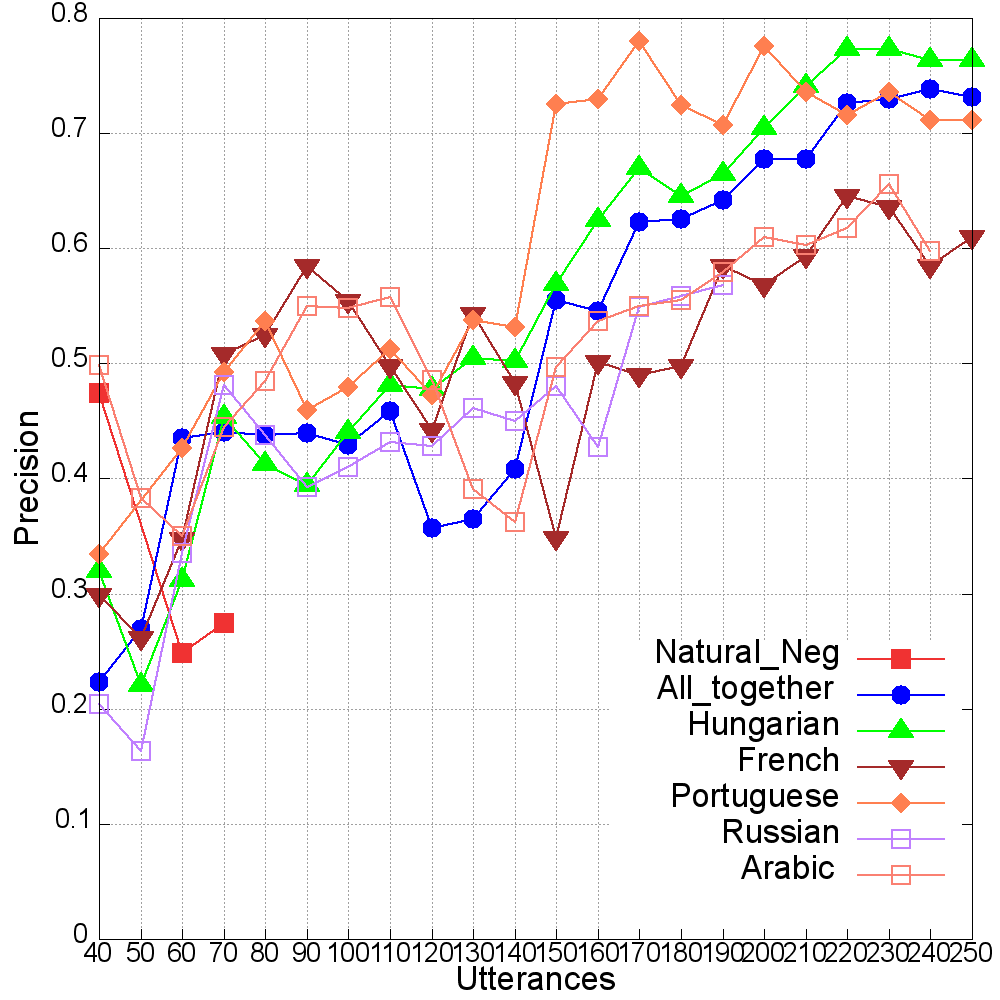 0.8
0.7
0.6
0.5
0.4
0.3
0.2
0.1
0
Precision
Natural_Neg
All_together
Hungarian
French
Portuguese
Russian
Arabic
40 50 60 70 80 90 100 110 120 130 140 150 160 170 180 190 200 210 220 230 240 250
Utterances